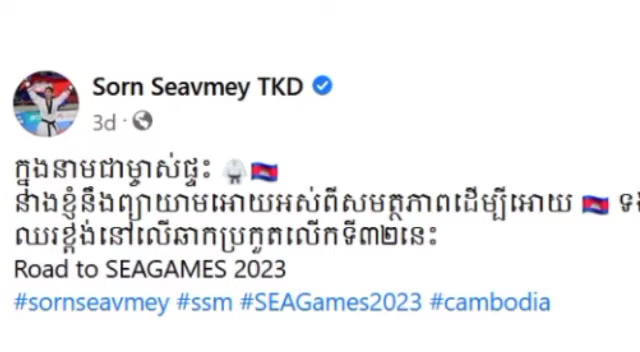 Sorn Seavmey TKD
3d
ក្នុងនាមជាម្ចាស់ផ្ទះ 🥋🇰🇭
នាងខ្ញុំនឹងព្យាយាមអោយអស់ពីសមត្ថភាពដើម្បីអោយ 🇰🇭
ឈរខ្ពង់នៅលើឆាកប្រកួតលើកទី៣២នេះ
Road to SEAGAMES 2023
#sornseavmey #ssm #SEAGames2023 #cambodia